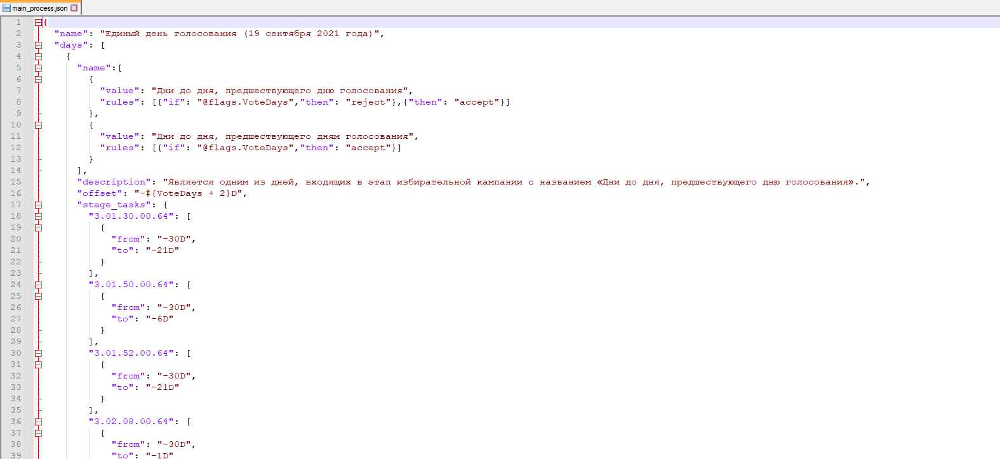 main_process.json
1 {
2 "name": "Единый день голосования (19 сентября 2021 года)",
3 "days": [
4 {
5 "name":[
6 {
7 "value": "Дни до дня, предшествующего дню голосования",
8 "rules": [{"if": "@flags.VoteDays","then": "reject"},{"then": "accept"}]
9 },
10 {
11 "value": "Дни до дня, предшествующего дням голосования",
12 "rules": [{"if": "@flags.VoteDays","then": "accept"}]
13 }
14 ],
15 "description": "Является одним из дней, входящих в этап избирательной кампании с названием «Дни до дня, предшествующего дню голосования».",
16 "offset": "-#{VoteDays + 2}D",
17 "stage_tasks": {
18 "3.01.30.00.64": [
19 {
20 "from": "-30D",
21 "to": "-21D"
22 }
23 ],
24 "3.01.50.00.64": [
25 {
26 "from": "-30D",
27 "to": "-6D"
28 }
29 ],
30 "3.01.52.00.64": [
31 {
32 "from": "-30D",
33 "to": "-21D"
34 }
35 ],
36 "3.02.08.00.64": [
37 {
38 "from": "-30D",
39 "to": "-1D"